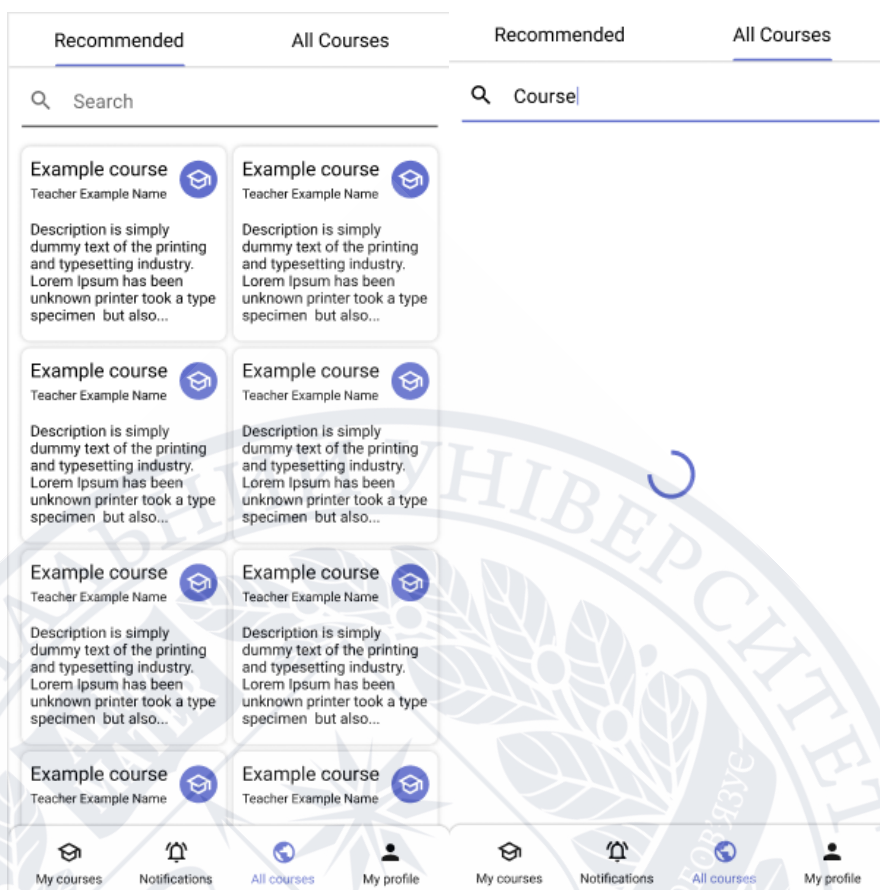 Recommended All Courses
Search
Example course
Teacher Example Name
Description is simply
dummy text of the printing
and typesetting industry.
Lorem Ipsum has been
unknown printer took a type
specimen but also...
Example course
Teacher Example Name
Description is simply
dummy text of the printing
and typesetting industry.
Lorem Ipsum has been
unknown printer took a type
specimen but also...
Example course
Teacher Example Name
Description is simply
dummy text of the printing
and typesetting industry.
Lorem Ipsum has been
unknown printer took a type
specimen but also...
Example course
Teacher Example Name
Description is simply
dummy text of the printing
and typesetting industry.
Lorem Ipsum has been
unknown printer took a type
specimen but also...
Example course
Teacher Example Name
Description is simply
dummy text of the printing
and typesetting industry.
Lorem Ipsum has been
unknown printer took a type
specimen but also...
Example course
Teacher Example Name
Description is simply
dummy text of the printing
and typesetting industry.
Lorem Ipsum has been
unknown printer took a type
specimen but also...
Example course
Teacher Example Name
Example course
Teacher Example Name
My courses Notifications All courses My profile
Recommended All Courses
Course
My courses Notifications All courses My profile
УНІВЕРСИТЕТ